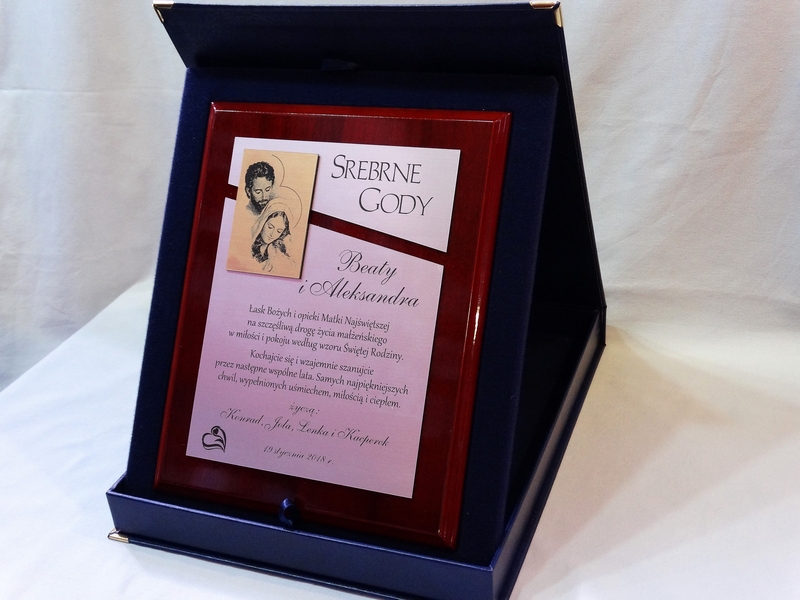 SREBRNE
GODY
Beaty
i Aleksandra
Łask Bożych i opieki Matki Najświętszej
na szczęśliwą drogę życia małżeńskiego
w miłości i pokoju według wzoru Świętej Rodziny.
Kochajcie się i wzajemnie szanujcie
przez następne wspólne lata. Samych najpiękniejszych
chwil, wypełnionych uśmiechem, miłością i ciepłem.
życzą:
Konrad, Jola, Lenka i Kacperek
19 stycznia 2018 r.